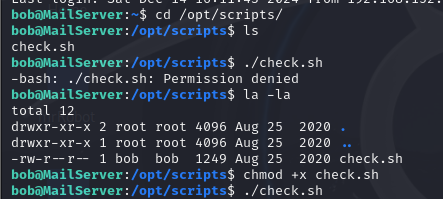 Last login: Sat Dec 14 16:11:45 2024 from 192.168.152.
bob@MailServer:~$ cd /opt/scripts/
bob@MailServer:/opt/scripts$ ls
check.sh
bob@MailServer:/opt/scripts$ ./check.sh
-bash: ./check.sh: Permission denied
bob@MailServer:/opt/scripts$ la -la
total 12
drwxr-xr-x 2 root root 4096 Aug 25  2020 .
drwxr-xr-x 1 root root 4096 Aug 25  2020 ..
-rw-r--r-- 1 bob  bob  1249 Aug 25  2020 check.sh
bob@MailServer:/opt/scripts$ chmod +x check.sh
bob@MailServer:/opt/scripts$ ./check.sh